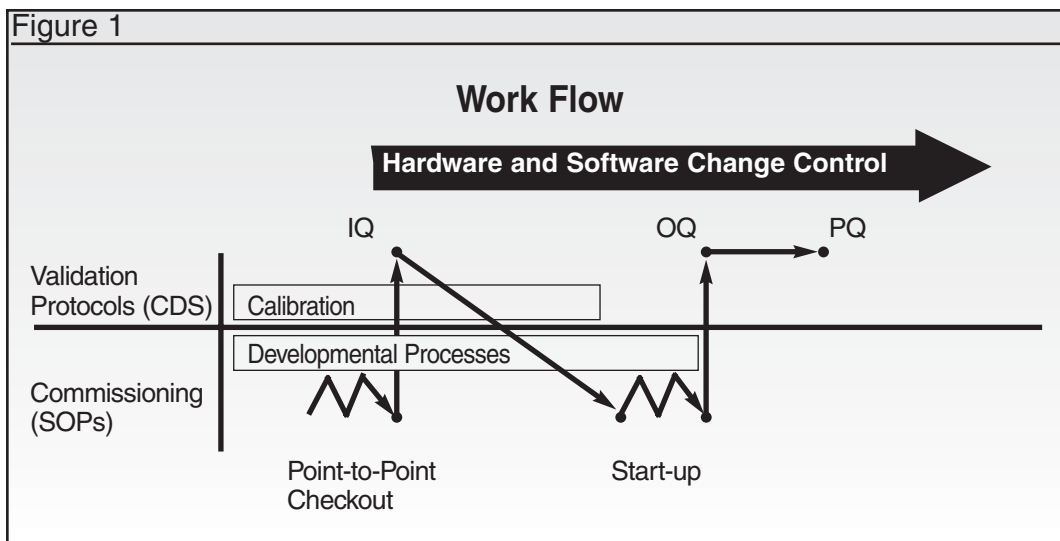 Figure 1
Work Flow
Hardware and Software Change Control
IQ
OQ
PQ
Validation
Protocols (CDS)
Calibration
Developmental Processes
Commissioning
(SOPs)
Point-to-Point
Checkout
Start-up